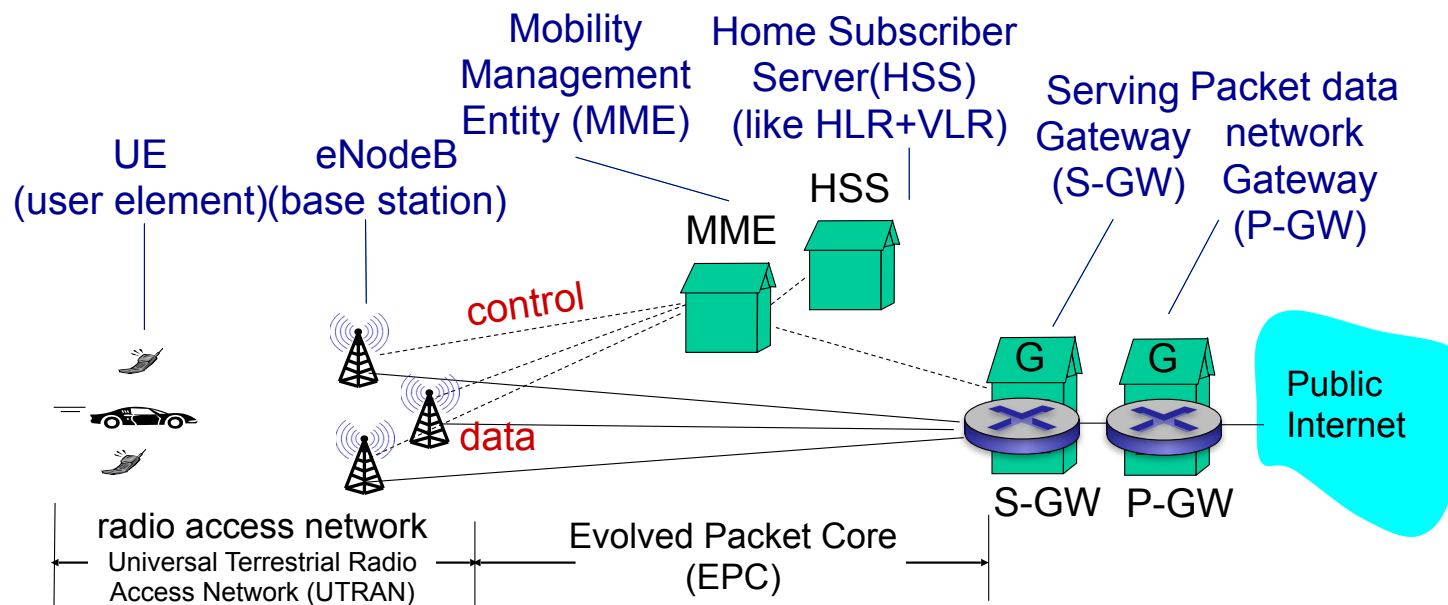 Mobility
Management
Entity (MME)
Home Subscriber
Server(HSS)
(like HLR+VLR)
Serving
Gateway
(S-GW)
Packet data
network
Gateway
(P-GW)
UE
(user element)
eNodeB
(base station)
MME
HSS
control
data
G
G
Public
Internet
S-GW
P-GW
radio access network
Universal Terrestrial Radio
Access Network (UTRAN)
Evolved Packet Core
(EPC)